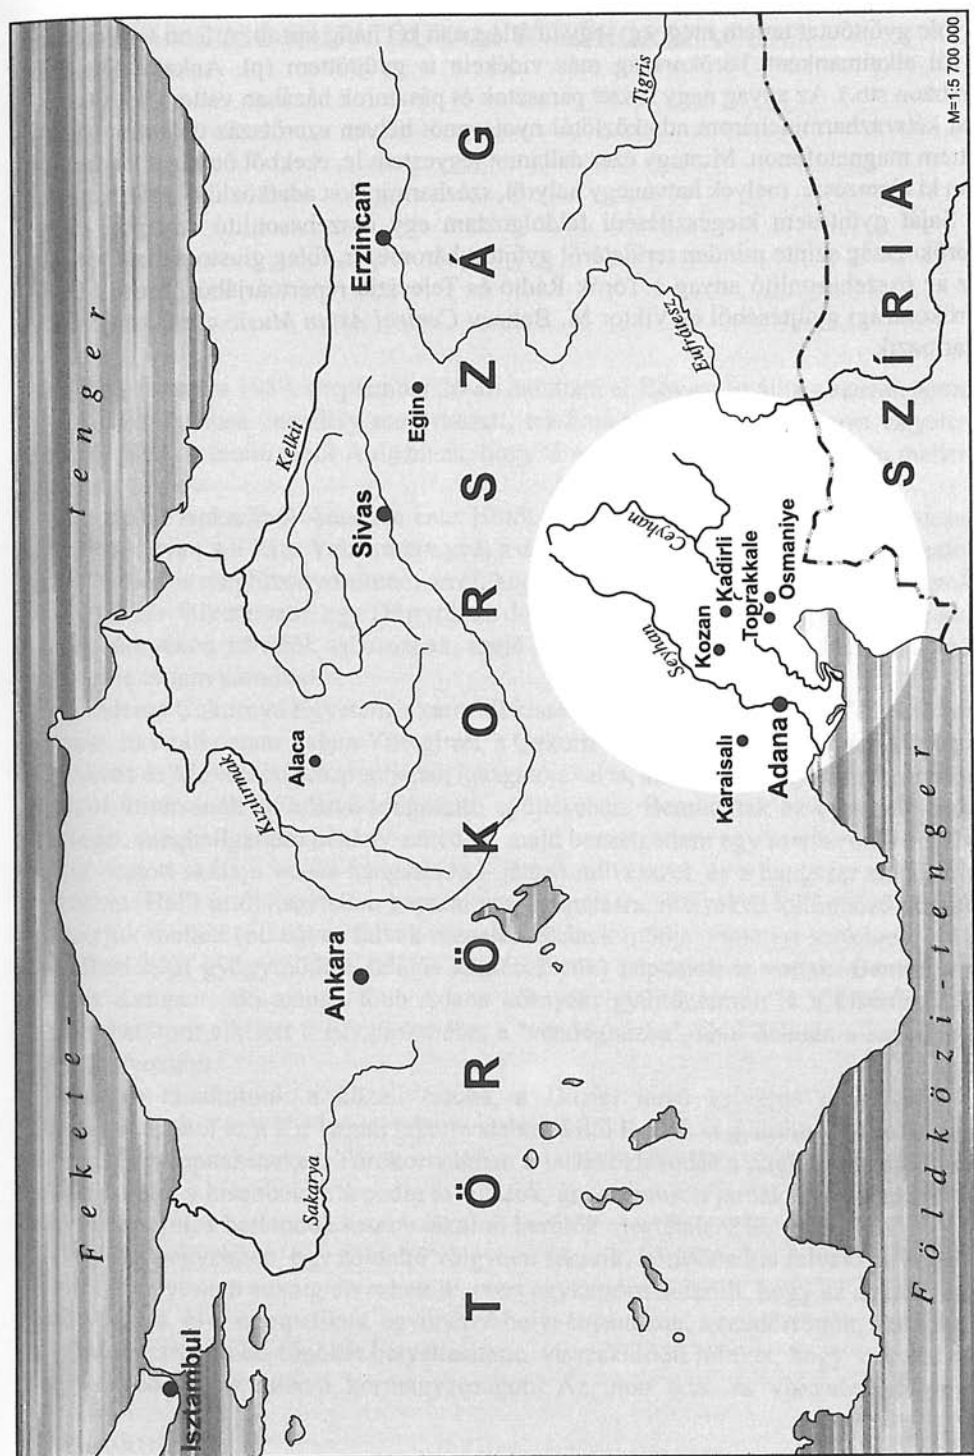 Fekete-tenger
Isztambul
Sakarya
Ankara
Kızılırmak
Alaca
Kelkit
Sivas
Eğin
Erzincan
Tigris
Eufrátesz
TÖRÖKORSZÁG
Seyhan
Ceyhan
Kozan
Kadirli
Karaisalı
Toprakkale
Adana
Osmaniye
SZÍRIA
Földközi-tenger
M=1:5 700 000